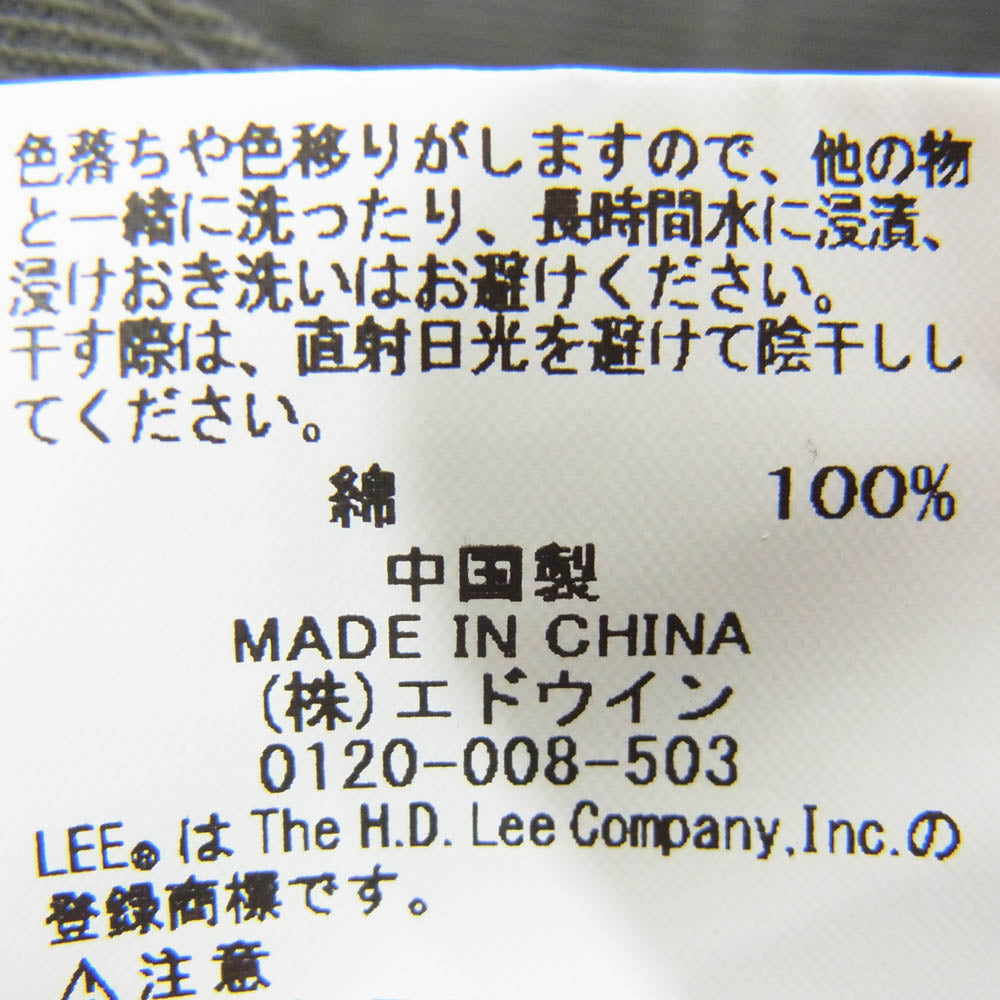 色落ちや色移りがしますので、他の物
と一緒に洗ったり、長時間水に浸漬、
浸けおき洗いはお避けください。
干す際は、直射日光を避けて陰干しし
てください。
綿 100%
中国製
MADE IN CHINA
(株)エドウイン
0120-008-503
LEE®はThe H.D. Lee Company,Inc.の
登録商標です。
⚠注意